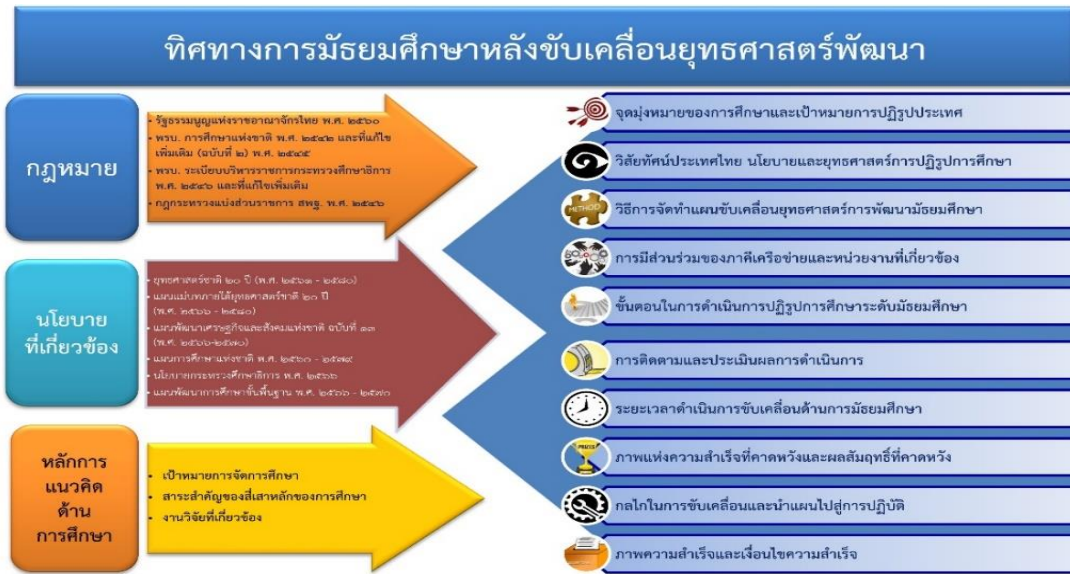 ทิศทางการมัธยมศึกษาหลังขับเคลื่อนยุทธศาสตร์พัฒนา
กฎหมาย
• รัฐธรรมนูญแห่งราชอาณาจักรไทย พ.ศ. ๒๕๖๐
• พรบ. การศึกษาแห่งชาติ พ.ศ. ๒๕๔๒ และที่แก้ไข
เพิ่มเติม (ฉบับที่ ๒) พ.ศ. ๒๕๔๕
• พรบ. ระเบียบบริหารราชการกระทรวงศึกษาธิการ
พ.ศ. ๒๕๔๖ และที่แก้ไขเพิ่มเติม
• กฎกระทรวงแบ่งส่วนราชการ สพฐ. พ.ศ. ๒๕๔๖
นโยบาย
ที่เกี่ยวข้อง
• ยุทธศาสตร์ชาติ ๒๐ ปี (พ.ศ. ๒๕๖๑ - ๒๕๘๐)
• แผนแม่บทภายใต้ยุทธศาสตร์ชาติ ๒๐ ปี
(พ.ศ. ๒๕๖๖ - ๒๕๘๐)
• แผนพัฒนาเศรษฐกิจและสังคมแห่งชาติ ฉบับที่ ๑๓
(พ.ศ. ๒๕๖๖-๒๕๗๐)
• แผนการศึกษาแห่งชาติ พ.ศ. ๒๕๖๐ - ๒๕๗๙
• นโยบายกระทรวงศึกษาธิการ พ.ศ. ๒๕๖๖
• แผนพัฒนาการศึกษาขั้นพื้นฐาน พ.ศ. ๒๕๖๖ - ๒๕๗๐
หลักการ
แนวคิด
ด้าน
การศึกษา
• เป้าหมายการจัดการศึกษา
• สาระสำคัญของสี่เสาหลักของการศึกษา
• งานวิจัยที่เกี่ยวข้อง
จุดมุ่งหมายของการศึกษาและเป้าหมายการปฏิรูปประเทศ
วิสัยทัศน์ประเทศไทย นโยบายและยุทธศาสตร์การปฏิรูปการศึกษา
METHOD
วิธีการจัดทำแผนขับเคลื่อนยุทธศาสตร์การพัฒนามัธยมศึกษา
การมีส่วนร่วมของภาคีเครือข่ายและหน่วยงานที่เกี่ยวข้อง
ขั้นตอนในการดำเนินการปฏิรูปการศึกษาระดับมัธยมศึกษา
การติดตามและประเมินผลการดำเนินการ
ระยะเวลาดำเนินการขับเคลื่อนด้านการมัธยมศึกษา
ภาพแห่งความสำเร็จที่คาดหวังและผลสัมฤทธิ์ที่คาดหวัง
กลไกในการขับเคลื่อนและนำแผนไปสู่การปฏิบัติ
ภาพความสำเร็จและเงื่อนไขความสำเร็จ